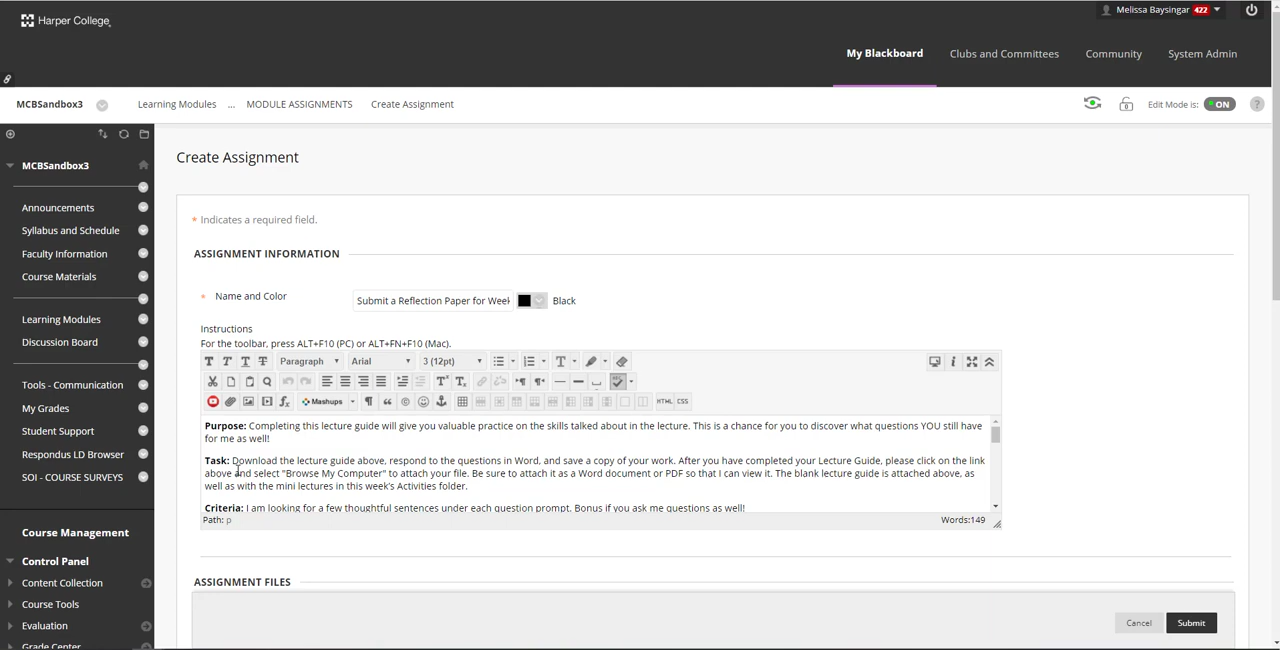 Harper College
Melissa Baysingar 422
My Blackboard Clubs and Committees Community System Admin
MCBSandbox3 Learning Modules ... MODULE ASSIGNMENTS Create Assignment Edit Mode is: ON ?
MCBSandbox3
Announcements
Syllabus and Schedule
Faculty Information
Course Materials
Learning Modules
Discussion Board
Tools - Communication
My Grades
Student Support
Respondus LD Browser
SOI - COURSE SURVEYS
Course Management
Control Panel
Content Collection
Course Tools
Evaluation
Grade Center
Create Assignment
* Indicates a required field.
ASSIGNMENT INFORMATION
* Name and Color Submit a Reflection Paper for Week Black
Instructions
For the toolbar, press ALT+F10 (PC) or ALT+FN+F10 (Mac).
T T T T Paragraph Arial 3 (12pt)
Mashups HTML CSS
Purpose: Completing this lecture guide will give you valuable practice on the skills talked about in the lecture. This is a chance for you to discover what questions YOU still have
for me as well!
Task: Download the lecture guide above, respond to the questions in Word, and save a copy of your work. After you have completed your Lecture Guide, please click on the link
above and select "Browse My Computer" to attach your file. Be sure to attach it as a Word document or PDF so that I can view it. The blank lecture guide is attached above, as
well as with the mini lectures in this week's Activities folder.
Criteria: I am looking for a few thoughtful sentences under each question prompt. Bonus if you ask me questions as well!
Path: p Words:149
ASSIGNMENT FILES
Cancel Submit